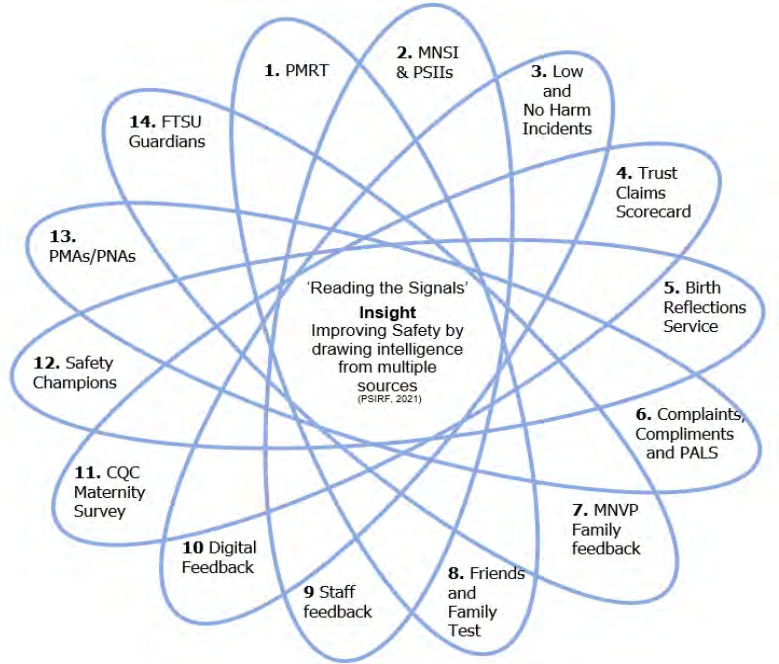 1. PMRT
2. MNSI
& PSIIs
3. Low
and
No Harm
Incidents
4. Trust
Claims
Scorecard
5. Birth
Reflections
Service
6. Complaints,
Compliments
and PALS
7. MNVP
Family
feedback
8. Friends
and
Family
Test
9 Staff
feedback
10 Digital
Feedback
11. CQC
Maternity
Survey
12. Safety
Champions
13.
PMAs/PNAs
14. FTSU
Guardians
'Reading the Signals'
Insight
Improving Safety by
drawing intelligence
from multiple
sources
(PSIRF, 2021)